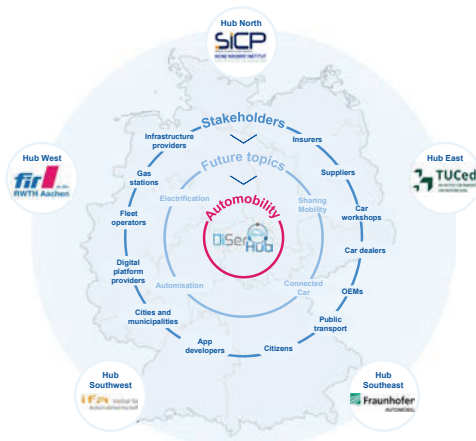 Hub North
SICP
Hub West
fir
RWTH Aachen
Hub East
TUCed
Stakeholders
Infrastructure
providers
Insurers
Future topics
Gas
stations
Suppliers
Electrification
Automobility
Sharing
Mobility
Fleet
operators
Car
workshops
DiSerHub
Car dealers
Digital
platform
providers
Automisation
Connected
Car
OEMs
Cities and
municipalities
Public
transport
App
developers
Citizens
Hub
Southwest
ifa
Hub
Southeast
Fraunhofer
AUTOMOBIL